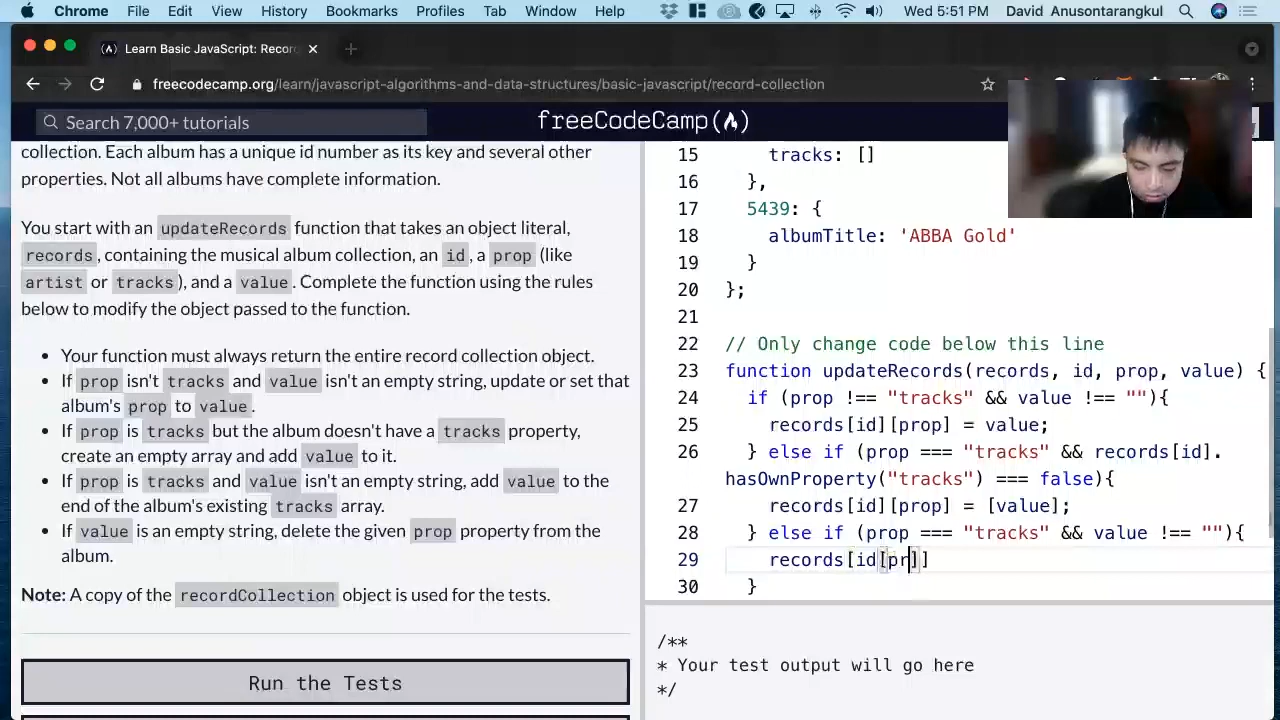 Chrome File Edit View History Bookmarks Profiles Tab Window Help Wed 5:51 PM David Anusontarangkul
Learn Basic JavaScript: Recor
freecodecamp.org/learn/javascript-algorithms-and-data-structures/basic-javascript/record-collection
Search 7,000+ tutorials
freeCodeCamp
collection. Each album has a unique id number as its key and several other
properties. Not all albums have complete information.
You start with an updateRecords function that takes an object literal,
records, containing the musical album collection, an id, a prop (like
artist or tracks), and a value. Complete the function using the rules
below to modify the object passed to the function.
• Your function must always return the entire record collection object.
• If prop isn't tracks and value isn't an empty string, update or set that
album's prop to value.
• If prop is tracks but the album doesn't have a tracks property,
create an empty array and add value to it.
• If prop is tracks and value isn't an empty string, add value to the
end of the album's existing tracks array.
• If value is an empty string, delete the given prop property from the
album.
Note: A copy of the recordCollection object is used for the tests.
Run the Tests
15 tracks: []
16 },
17 5439: {
18 albumTitle: 'ABBA Gold'
19 }
20 };
21
22 // Only change code below this line
23 function updateRecords(records, id, prop, value) {
24 if (prop !== "tracks" && value !== ""){
25 records[id][prop] = value;
26 } else if (prop === "tracks" && records[id].
hasOwnProperty("tracks") === false){
27 records[id][prop] = [value];
28 } else if (prop === "tracks" && value !== ""){
29 records[id[pr]]
30 }
/**
* Your test output will go here
*/